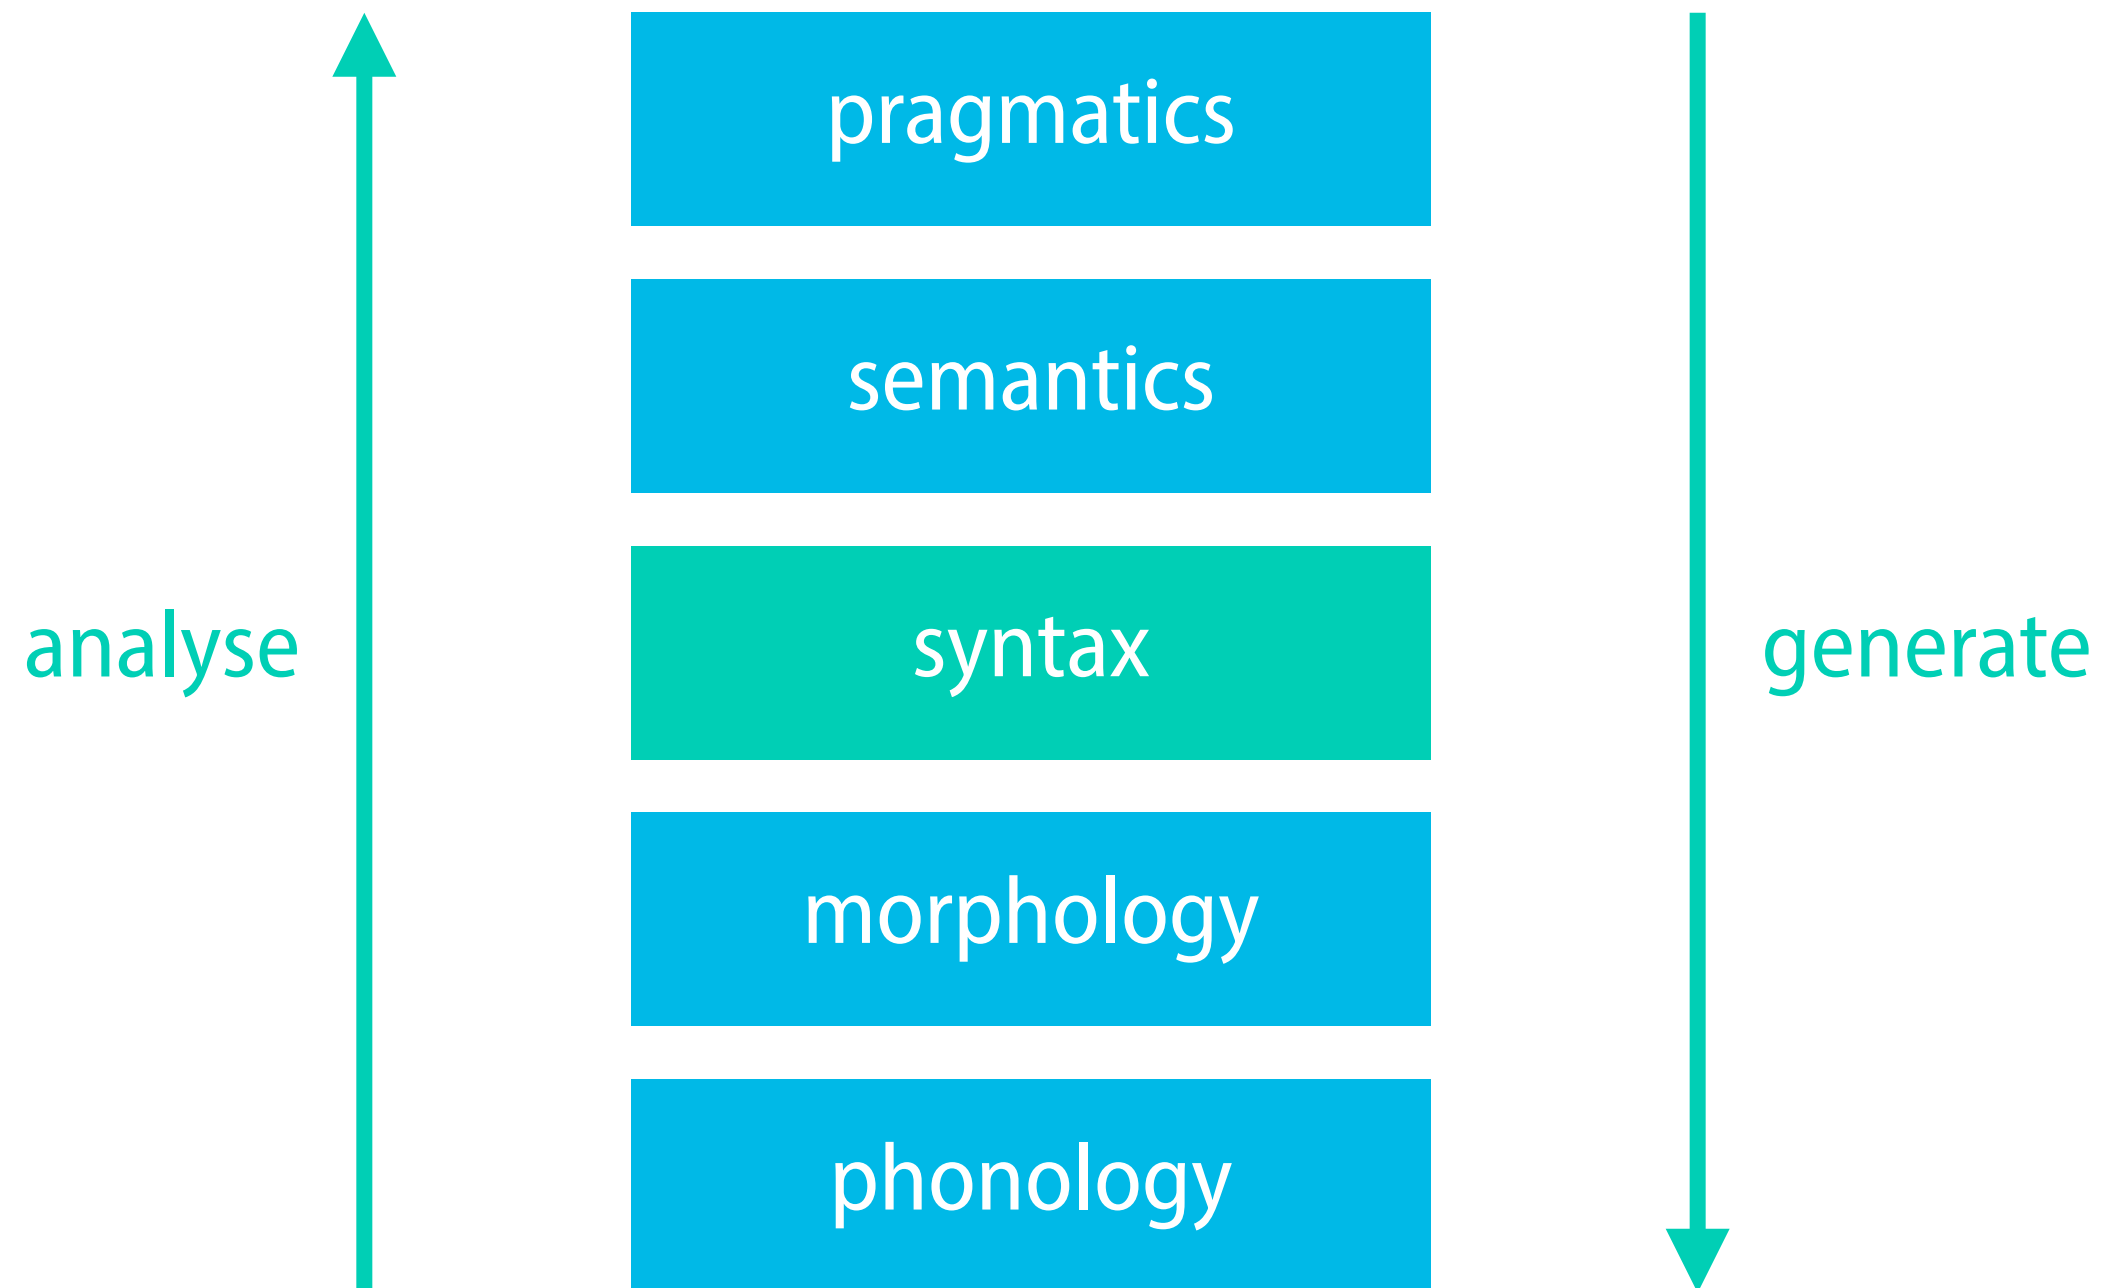 pragmatics
semantics
analyse
syntax
generate
morphology
phonology